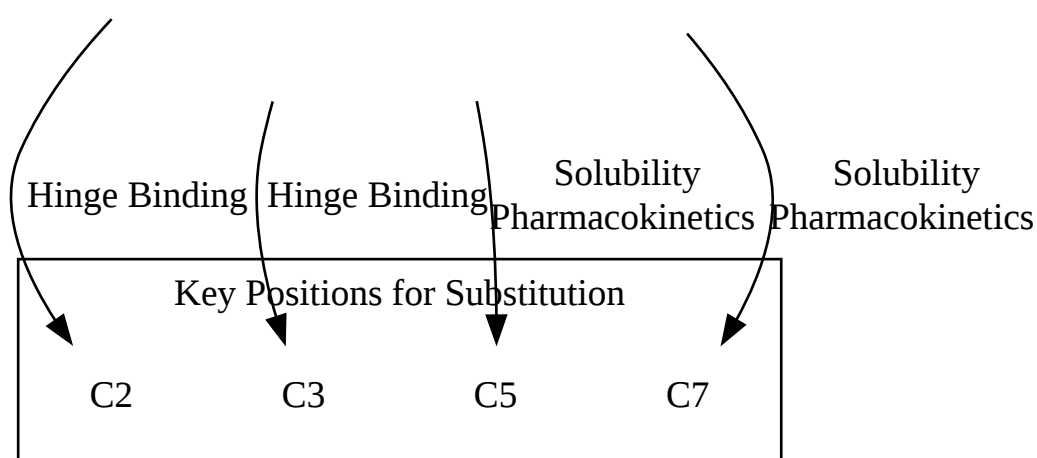 Hinge Binding
Hinge Binding
Solubility
Pharmacokinetics
Solubility
Pharmacokinetics
Key Positions for Substitution
C2
C3
C5
C7